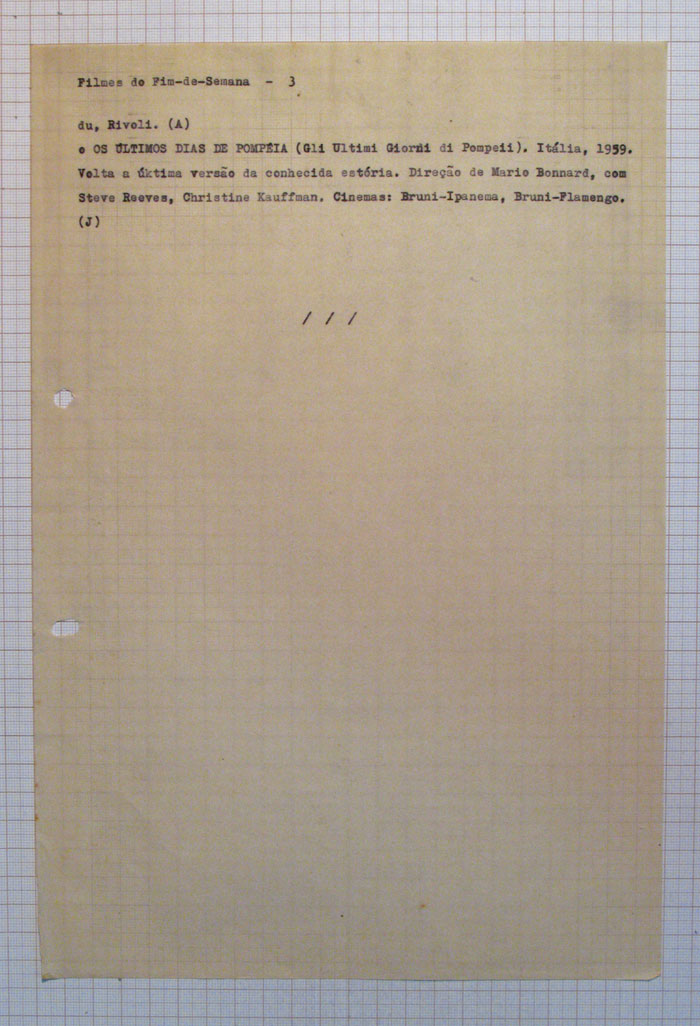 Filmes do Fim-de-Semana - 3
du, Rivoli. (A)
o OS ÚLTIMOS DIAS DE POMPÉIA (Gli Ultimi Giorni di Pompeii). Itália, 1959.
Volta a úktima versão da conhecida estória. Direção de Mario Bonnard, com
Steve Reeves, Christine Kauffman. Cinemas: Bruni-Ipanema, Bruni-Flamengo.
(J)
/ / /